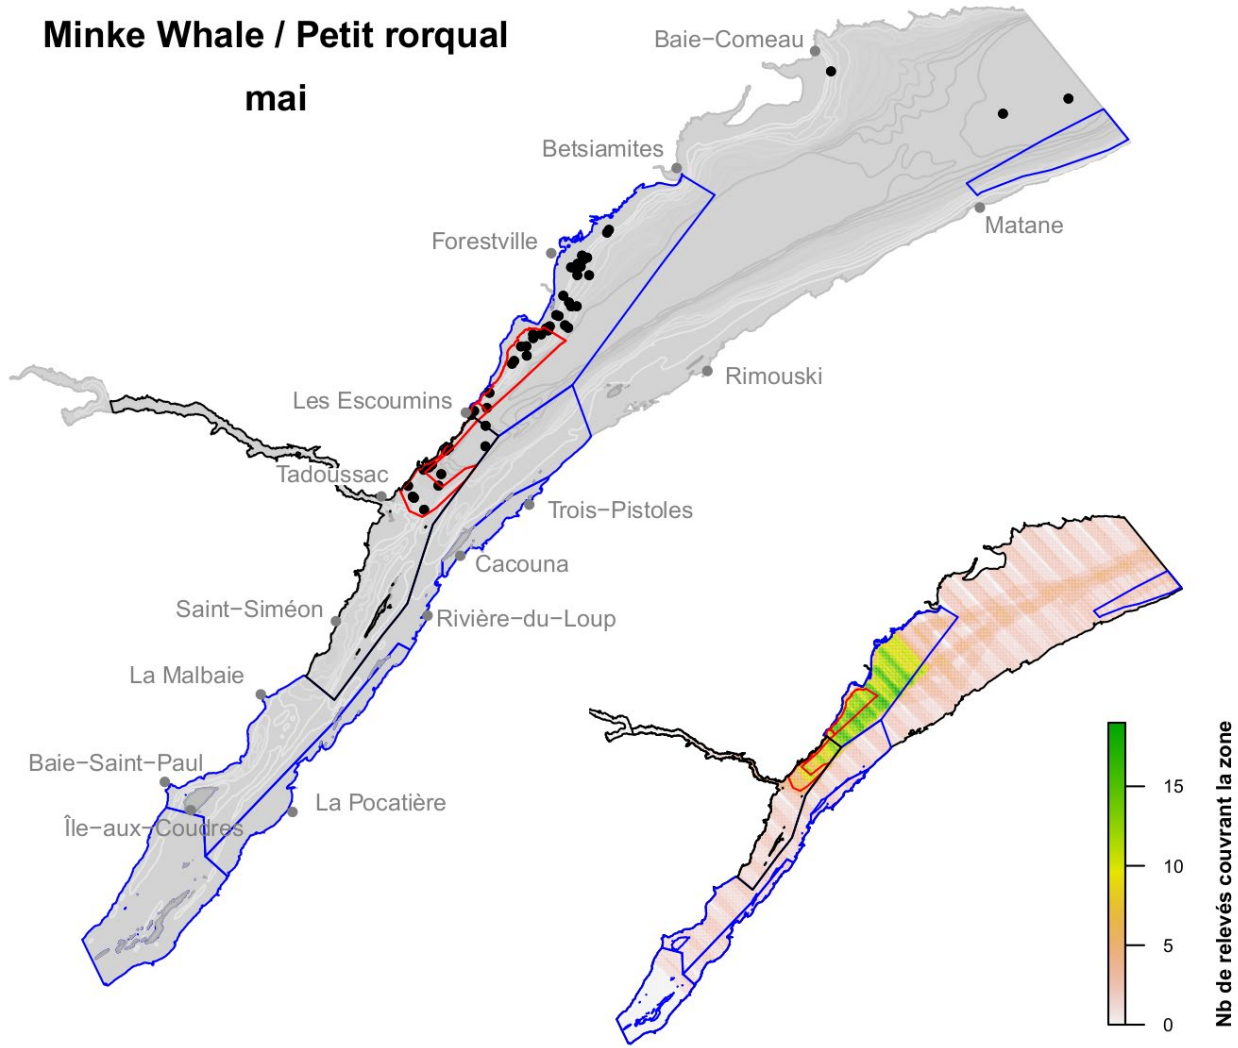 Minke Whale / Petit rorqual
mai
Baie−Comeau
Betsiamites
Matane
Forestville
Rimouski
Les Escoumins
Tadoussac
Trois−Pistoles
Cacouna
Saint−Siméon
Rivière−du−Loup
La Malbaie
Baie−Saint−Paul
La Pocatière
Île−aux−Coudres
15
10
5
0
Nb de relevés couvrant la zone